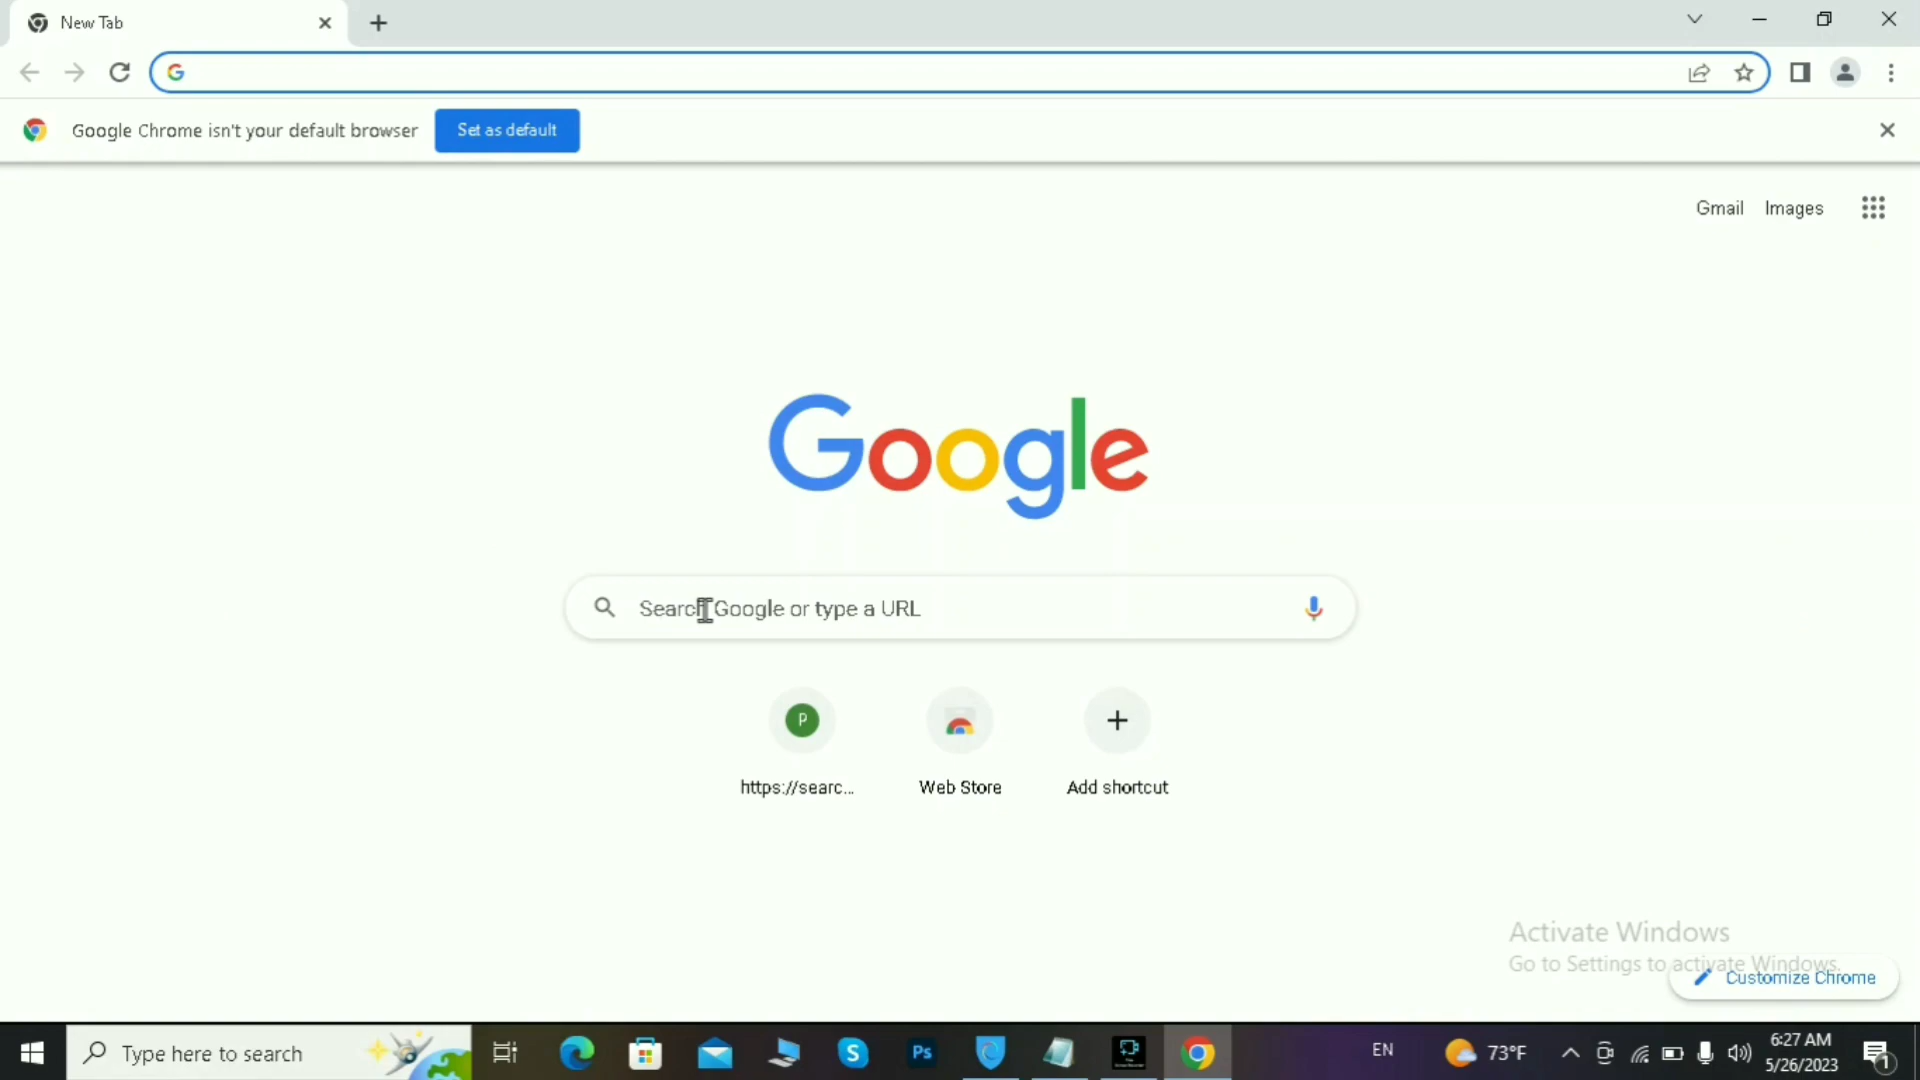 New Tab
Google Chrome isn't your default browser
Set as default
Gmail
Images
Google
Search Google or type a URL
P
https://searc...
Web Store
Add shortcut
Activate Windows
Go to Settings to activate Windows.
Customize Chrome
Type here to search
S
Ps
EN
73°F
6:27 AM
5/26/2023
1